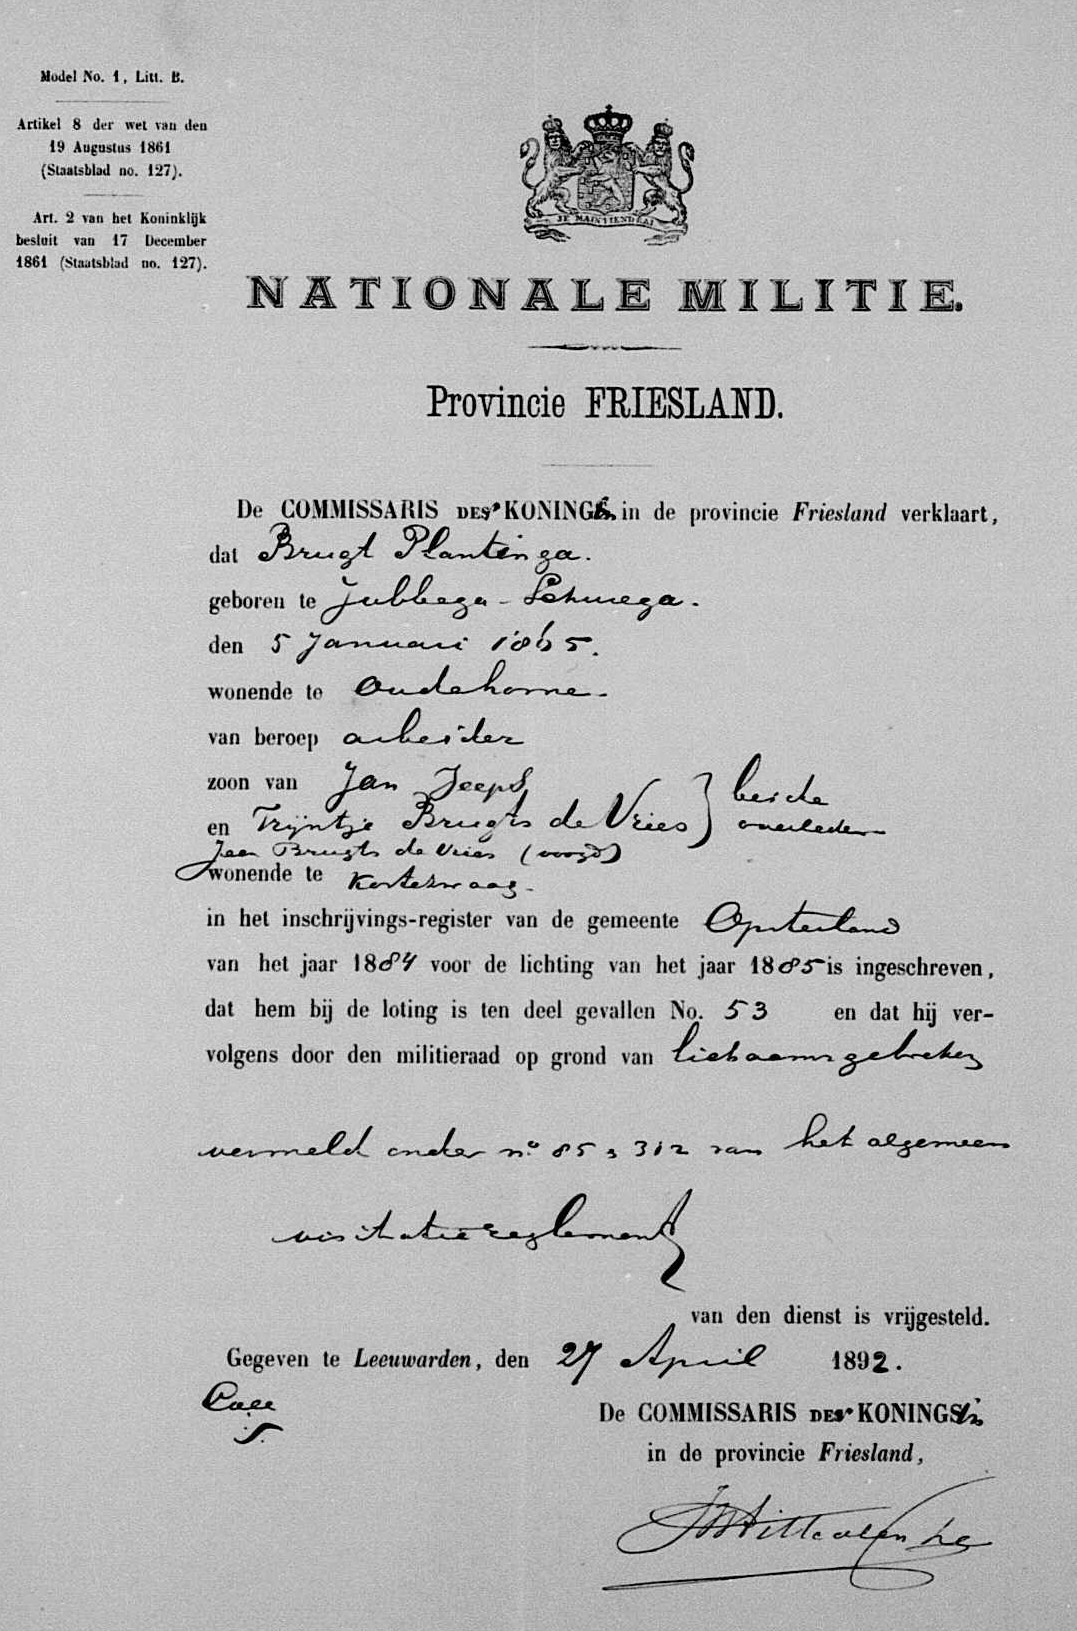 Model No. 1, Litt. B.
Artikel 8 der wet van den
19 Augustus 1861
(Staatsblad no. 127).
Art. 2 van het Koninklijk
besluit van 17 December
1861 (Staatsblad no. 127).
JE MAINTIENDRAI
NATIONALE MILITIE.
Provincie FRIESLAND.
De COMMISSARIS DER KONINGIN in de provincie Friesland verklaart,
dat Brugt Plantinga.
geboren te Jubbega-Schurega.
den 5 Januari 1865.
wonende te Oudehorne.
van beroep arbeider
zoon van Jan Jeeps } beide
en Trijntje Brugts de Vries } overleden
Jan Brugts de Vries (voogd)
wonende te Kortezwaag.
in het inschrijvings-register van de gemeente Opsterland
van het jaar 1884 voor de lichting van het jaar 1885 is ingeschreven,
dat hem bij de loting is ten deel gevallen No. 53 en dat hij ver-
volgens door den militieraad op grond van lichaamsgebreken
vermeld onder no. 85 302 van het algemeen
visitatiereglement
van den dienst is vrijgesteld.
Gegeven te Leeuwarden, den 27 April 1892.
De COMMISSARIS DER KONINGIN
in de provincie Friesland,